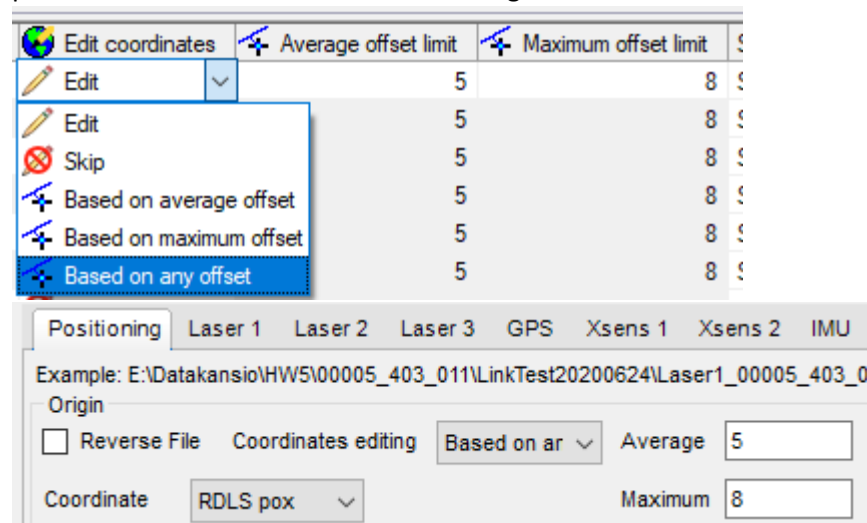 Edit coordinates Average offset limit Maximum offset limit
Edit 5 8
Edit 5 8
Skip 5 8
Based on average offset 5 8
Based on maximum offset 5 8
Based on any offset 5 8
Positioning Laser 1 Laser 2 Laser 3 GPS Xsens 1 Xsens 2 IMU
Example: E:\Datakansio\HW5\00005_403_011\LinkTest20200624\Laser1_00005_403_0
Origin
Reverse File Coordinates editing Based on ar Average 5
Coordinate RDLS pox Maximum 8